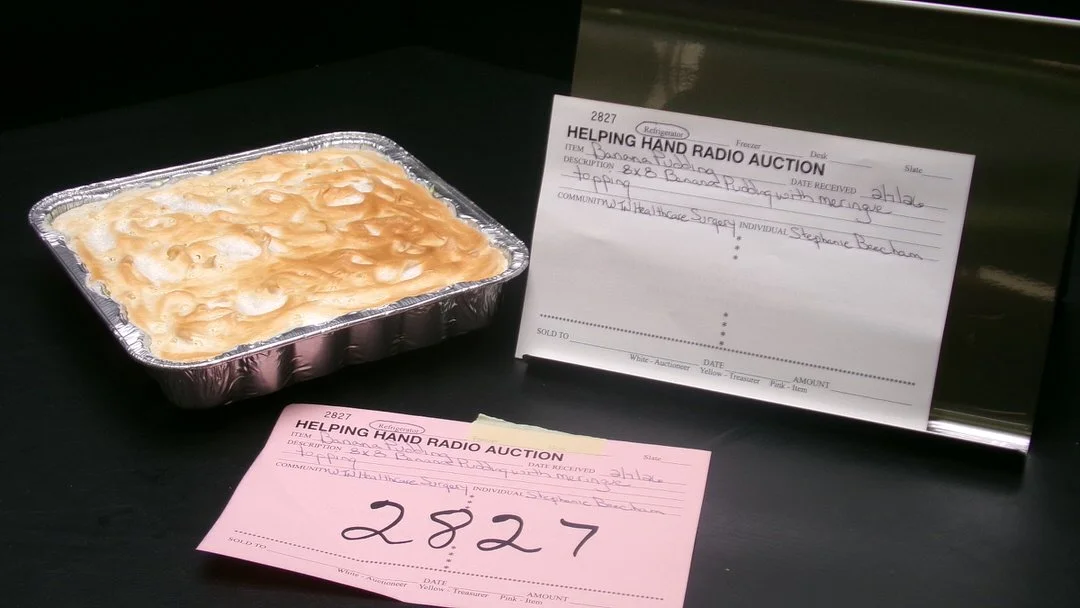 2827
Refrigerator Freezer Desk Slate
HELPING HAND RADIO AUCTION
ITEM Banana Pudding DATE RECEIVED 2/1/26
DESCRIPTION 8x8 Banana Pudding with meringue
topping
COMMUNITY W TN Healthcare Surgery INDIVIDUAL Stephanie Beecham
SOLD TO DATE AMOUNT
White - Auctioneer Yellow - Treasurer Pink - Item
2827
Refrigerator Slate
HELPING HAND RADIO AUCTION
ITEM Banana Pudding DATE RECEIVED 2/1/26
DESCRIPTION 8x8 Banana Pudding with meringue
topping
COMMUNITY W TN Healthcare Surgery INDIVIDUAL Stephanie Beecham
2827
SOLD TO DATE AMOUNT
White - Auctioneer Yellow - Treasurer Pink - Item